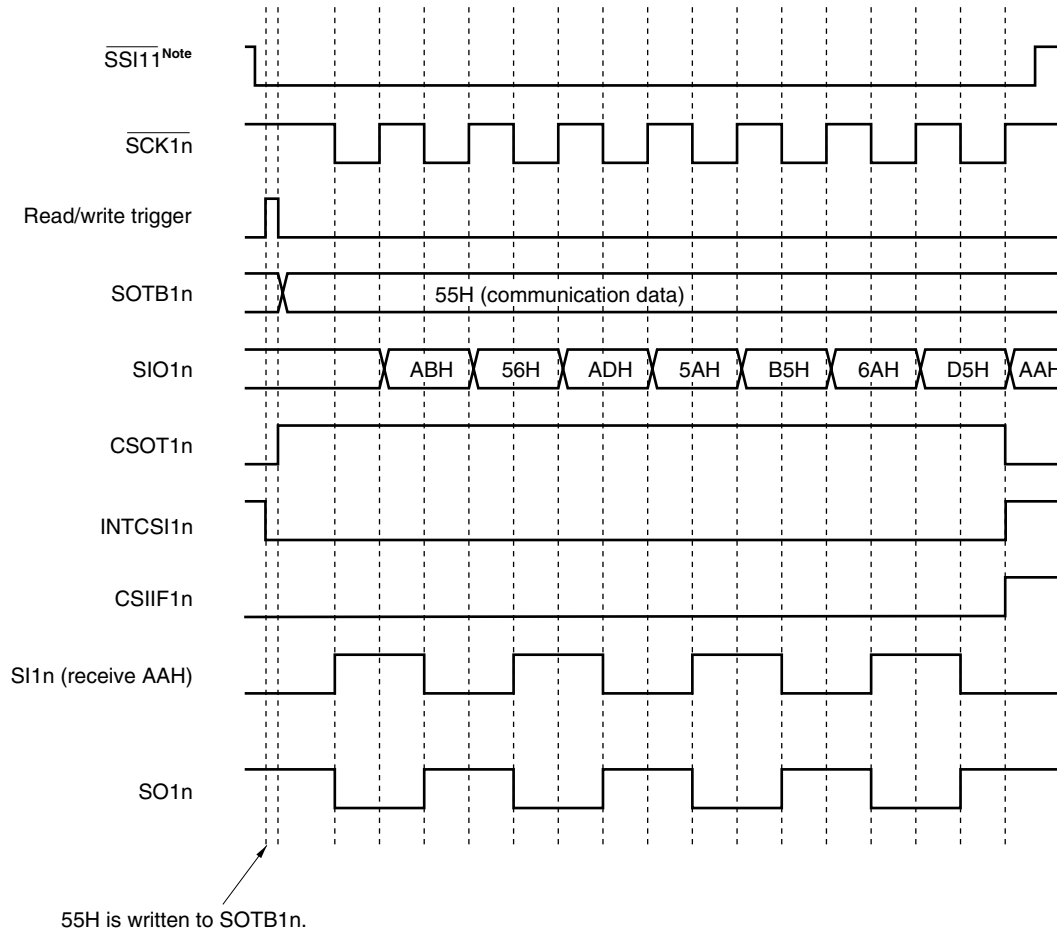 SSI11Note
SCK1n
Read/write trigger
SOTB1n
55H (communication data)
SIO1n
ABH 56H ADH 5AH B5H 6AH D5H AAH
CSOT1n
INTCSI1n
CSIIF1n
SI1n (receive AAH)
SO1n
55H is written to SOTB1n.